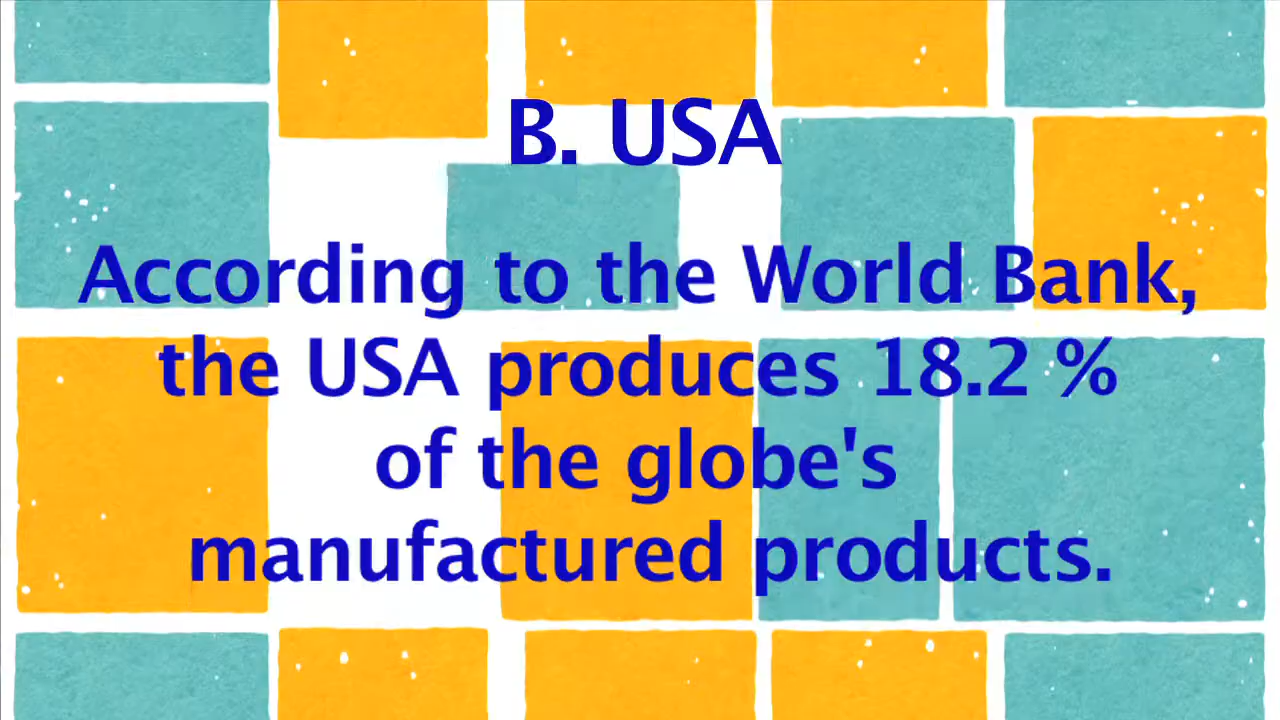 B. USA
According to the World Bank,
the USA produces 18.2 %
of the globe's
manufactured products.